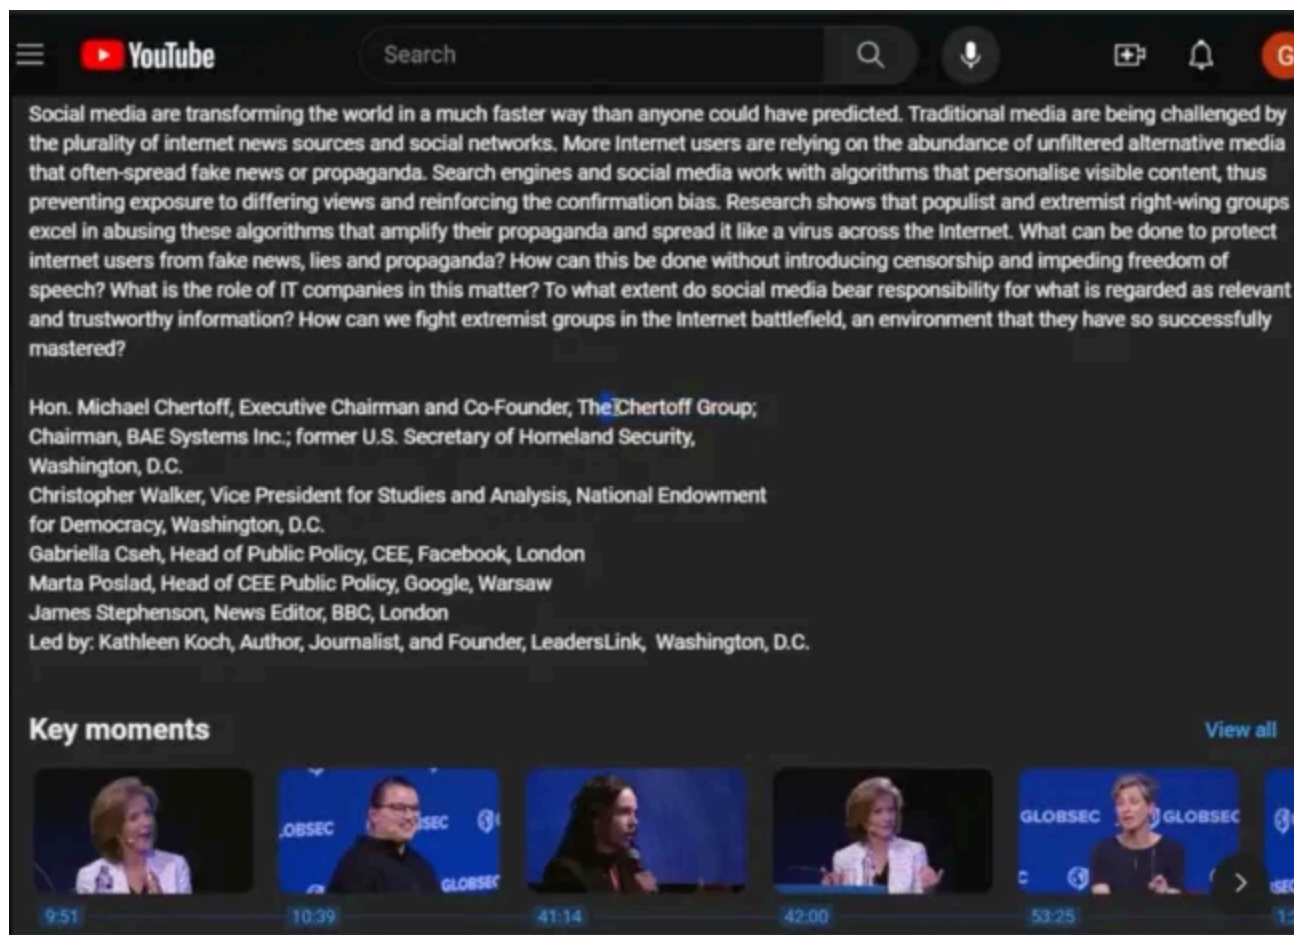 YouTube
Search
G
Social media are transforming the world in a much faster way than anyone could have predicted. Traditional media are being challenged by
the plurality of internet news sources and social networks. More Internet users are relying on the abundance of unfiltered alternative media
that often-spread fake news or propaganda. Search engines and social media work with algorithms that personalise visible content, thus
preventing exposure to differing views and reinforcing the confirmation bias. Research shows that populist and extremist right-wing groups
excel in abusing these algorithms that amplify their propaganda and spread it like a virus across the Internet. What can be done to protect
internet users from fake news, lies and propaganda? How can this be done without introducing censorship and impeding freedom of
speech? What is the role of IT companies in this matter? To what extent do social media bear responsibility for what is regarded as relevant
and trustworthy information? How can we fight extremist groups in the Internet battlefield, an environment that they have so successfully
mastered?
Hon. Michael Chertoff, Executive Chairman and Co-Founder, The Chertoff Group;
Chairman, BAE Systems Inc.; former U.S. Secretary of Homeland Security,
Washington, D.C.
Christopher Walker, Vice President for Studies and Analysis, National Endowment
for Democracy, Washington, D.C.
Gabriella Cseh, Head of Public Policy, CEE, Facebook, London
Marta Poslad, Head of CEE Public Policy, Google, Warsaw
James Stephenson, News Editor, BBC, London
Led by: Kathleen Koch, Author, Journalist, and Founder, LeadersLink, Washington, D.C.
Key moments
View all
OBSEC SEC
GLOBSEC
GLOBSEC GLOBSEC
9:51 10:39 41:14 42:00 53:25